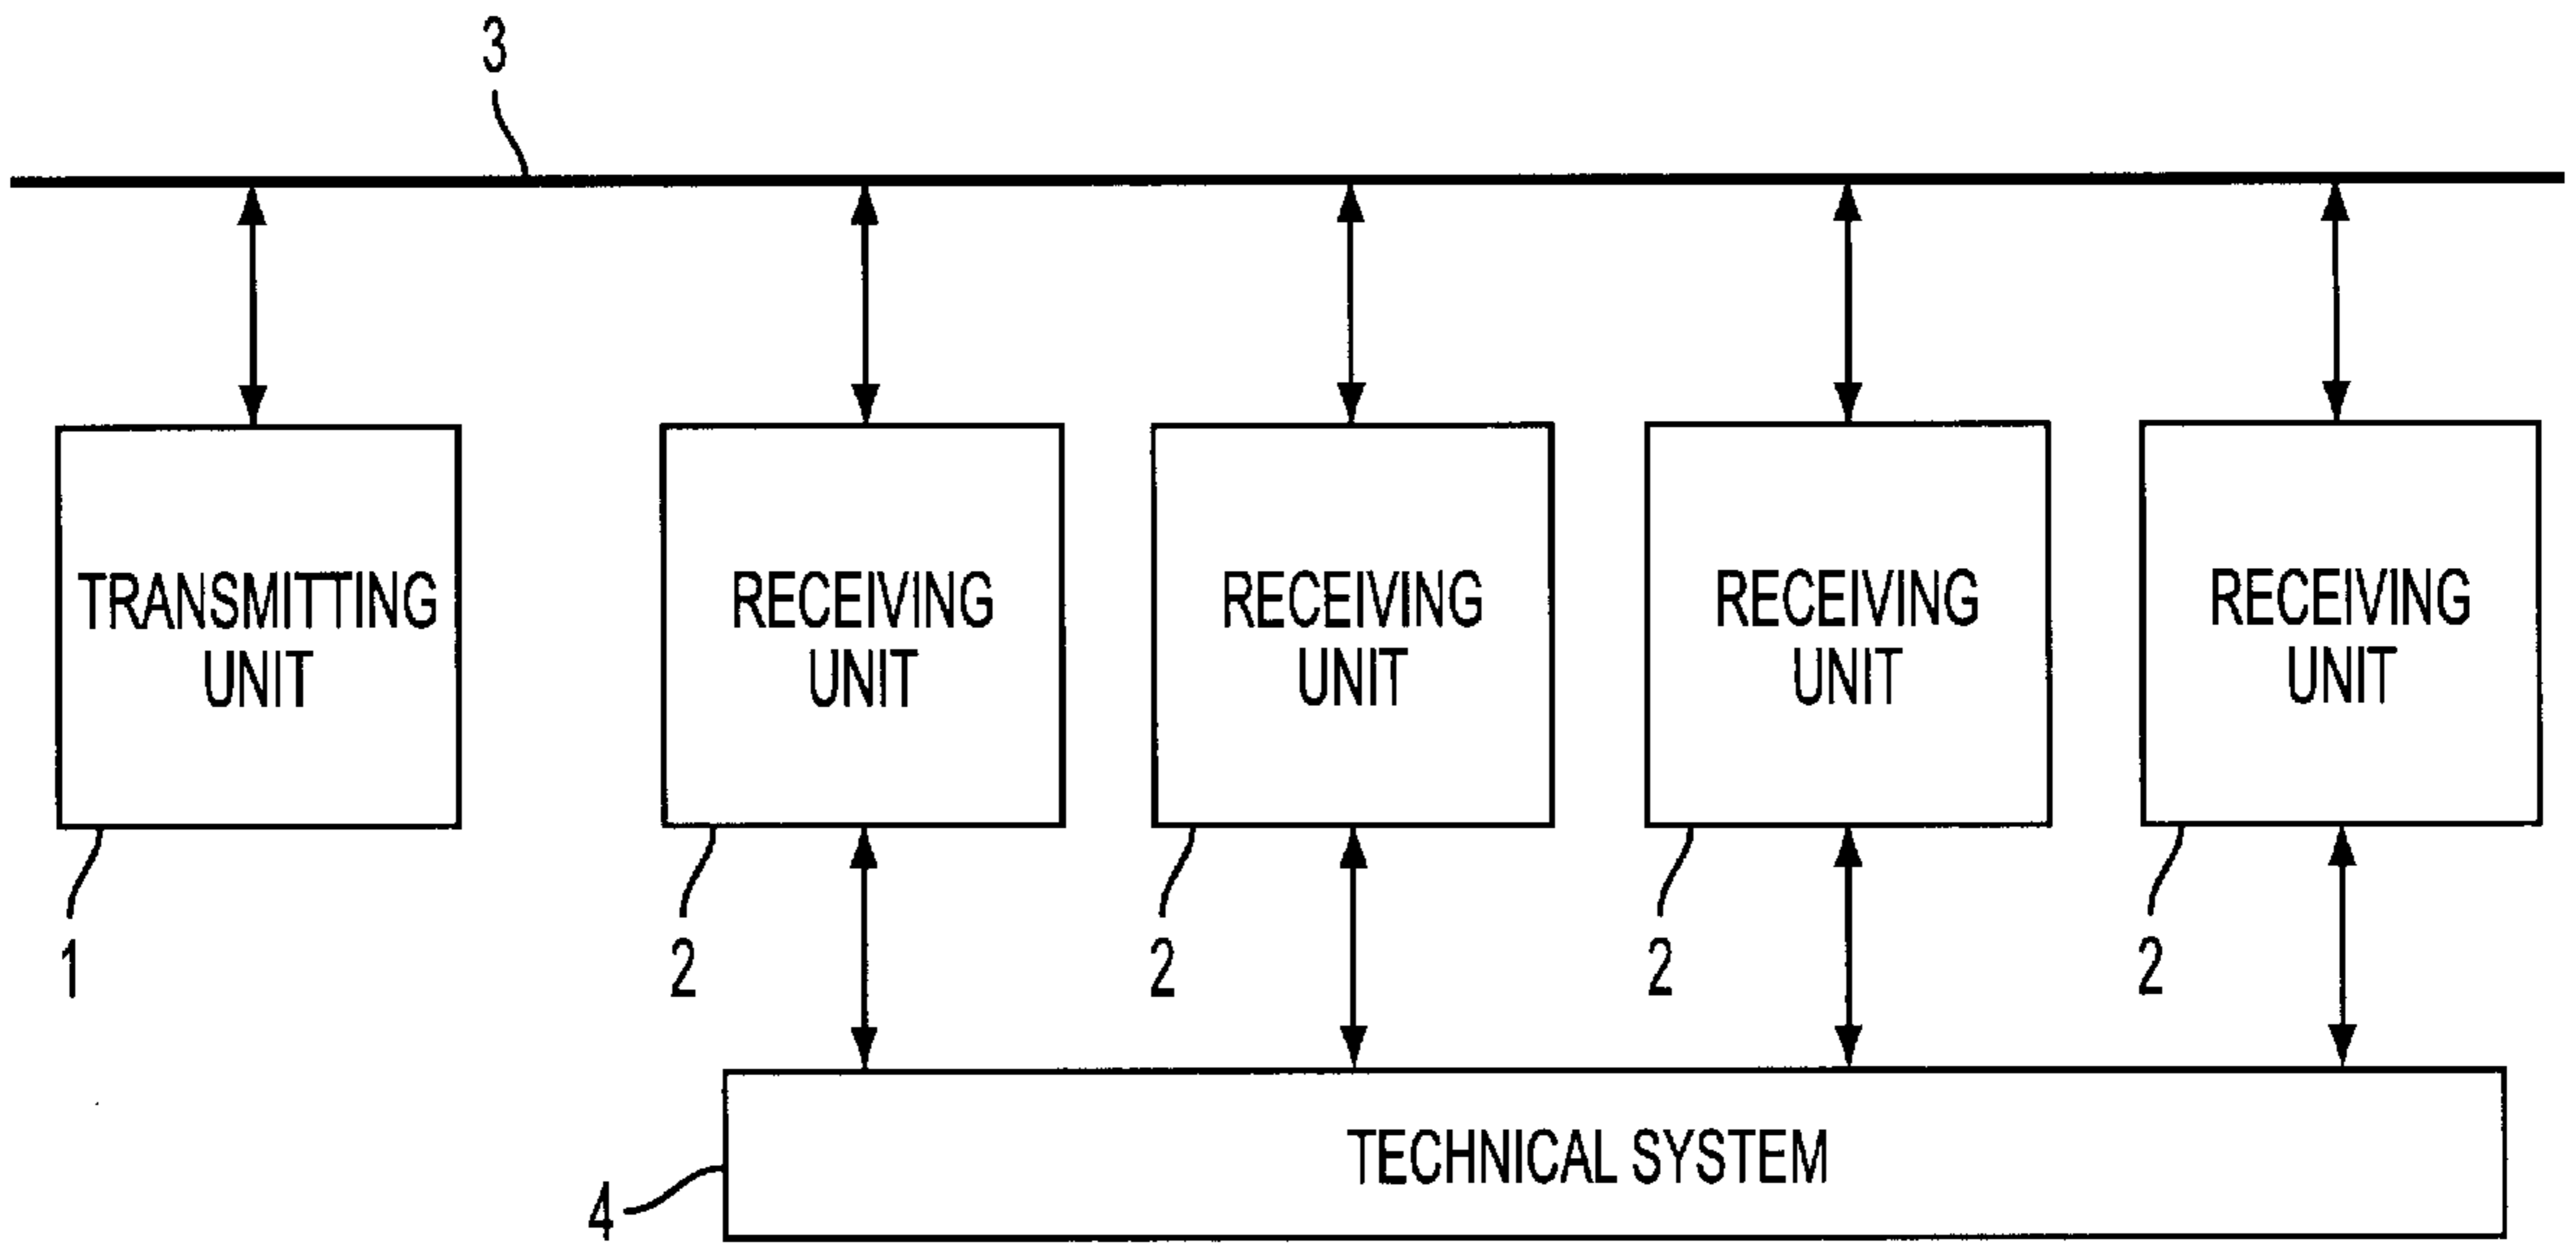 3
TRANSMITTING
UNIT
RECEIVING
UNIT
RECEIVING
UNIT
RECEIVING
UNIT
RECEIVING
UNIT
1
2
2
2
2
TECHNICAL SYSTEM
4